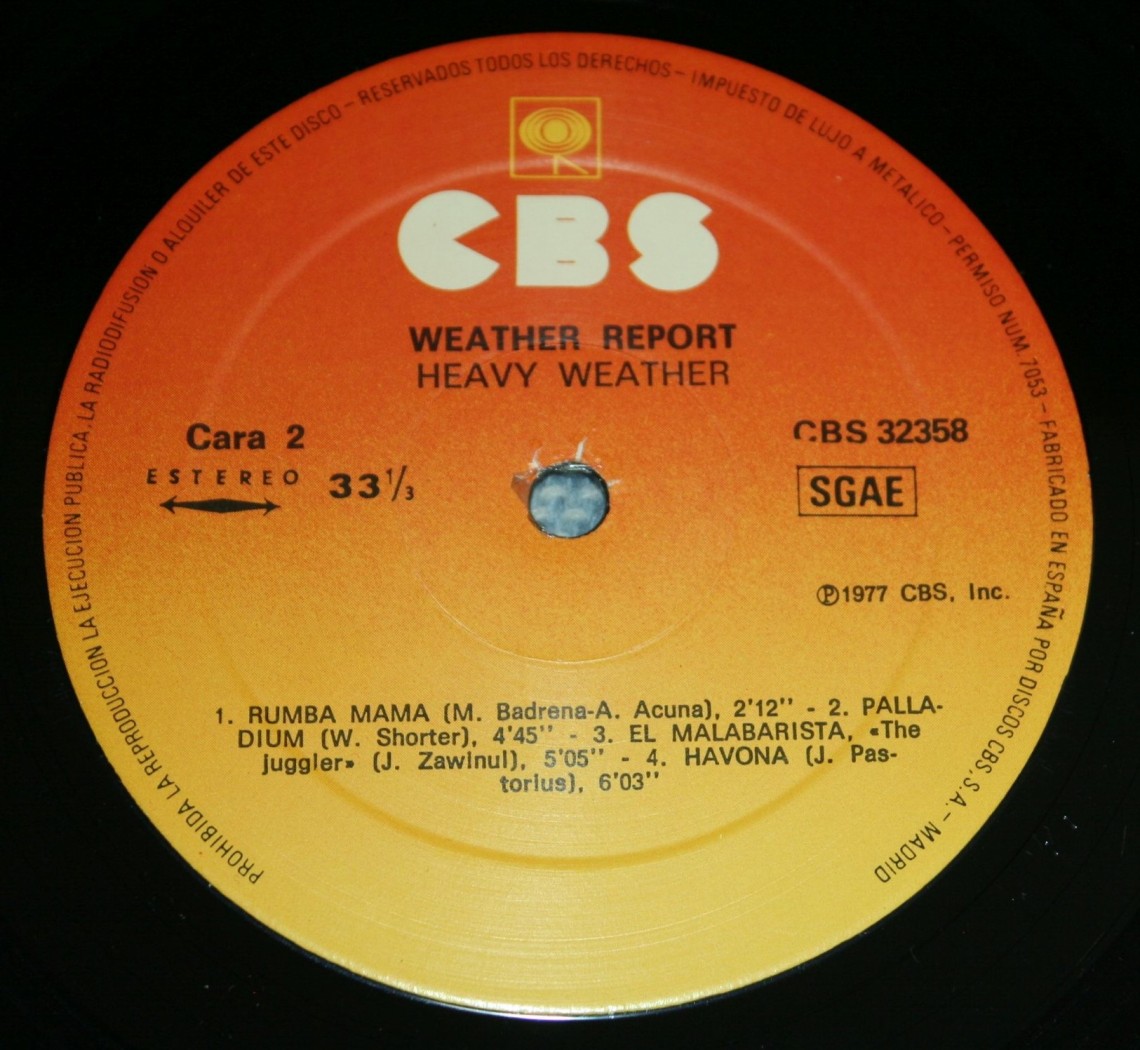 PROHIBIDA LA REPRODUCCION LA EJECUCION PUBLICA. LA RADIODIFUSION O ALQUILER DE ESTE DISCO – RESERVADOS TODOS LOS DERECHOS – IMPUESTO DE LUJO A METALICO – PERMISO NUM. 7053 – FABRICADO EN ESPAÑA POR DISCOS CBS, S.A. – MADRID
CBS
WEATHER REPORT
HEAVY WEATHER
Cara 2
CBS 32358
ESTEREO
33 1/3
SGAE
Ⓟ1977 CBS, Inc.
1. RUMBA MAMA (M. Badrena-A. Acuna), 2'12" - 2. PALLA-
DIUM (W. Shorter), 4'45" - 3. EL MALABARISTA, «The
juggler» (J. Zawinul), 5'05" - 4. HAVONA (J. Pas-
torius), 6'03"